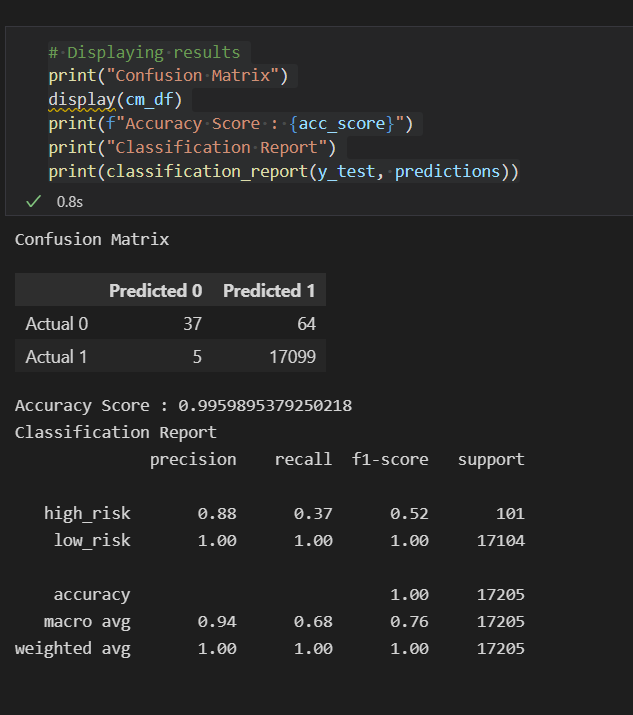 # Displaying results
print("Confusion Matrix")
display(cm_df)
print(f"Accuracy Score : {acc_score}")
print("Classification Report")
print(classification_report(y_test, predictions))
0.8s
Confusion Matrix
Predicted 0 Predicted 1
Actual 0 37 64
Actual 1 5 17099
Accuracy Score : 0.9959895379250218
Classification Report
precision recall f1-score support
high_risk 0.88 0.37 0.52 101
low_risk 1.00 1.00 1.00 17104
accuracy 1.00 17205
macro avg 0.94 0.68 0.76 17205
weighted avg 1.00 1.00 1.00 17205